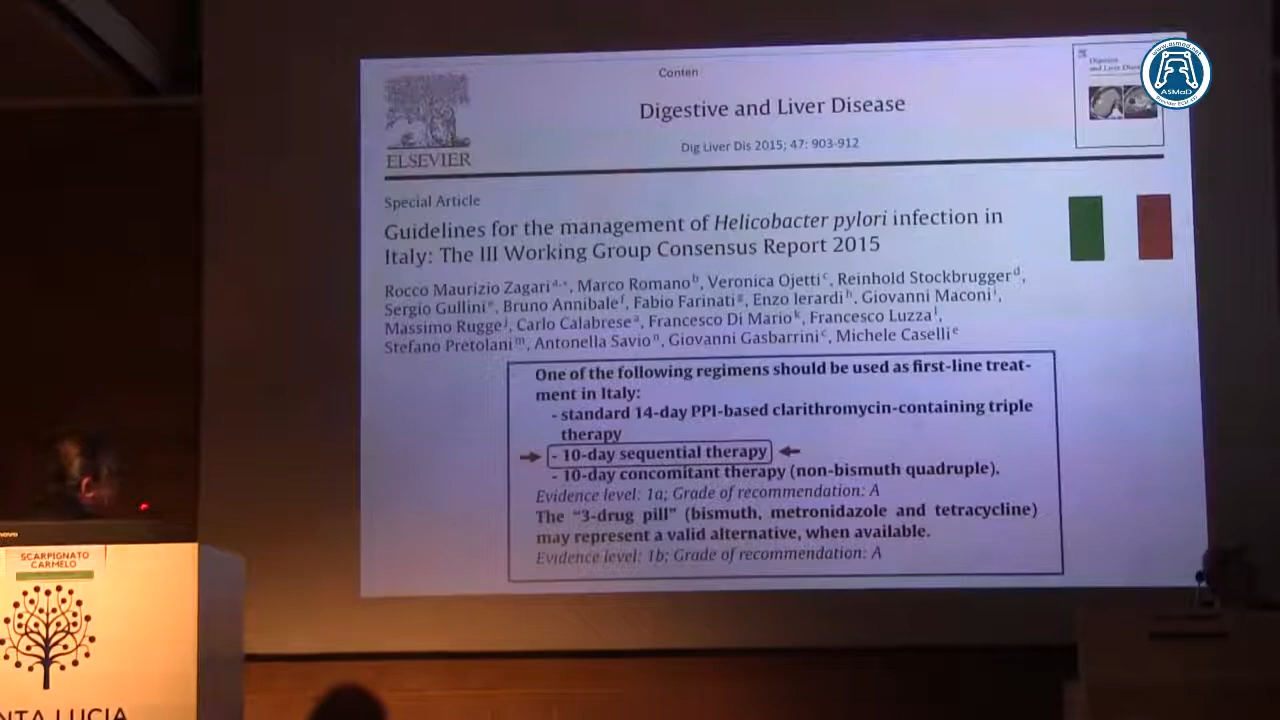 Conten
Digestive and Liver Disease
Dig Liver Dis 2015; 47: 903-912
ELSEVIER
www.asmad.net
ASMaD
Special Article
Guidelines for the management of Helicobacter pylori infection in
Italy: The III Working Group Consensus Report 2015
Rocco Maurizio Zagari a,*, Marco Romano b, Veronica Ojetti c, Reinhold Stockbrugger d,
Sergio Gullini e, Bruno Annibale f, Fabio Farinati g, Enzo Ierardi h, Giovanni Maconi i,
Massimo Rugge j, Carlo Calabrese a, Francesco Di Mario k, Francesco Luzza l,
Stefano Pretolani m, Antonella Savio n, Giovanni Gasbarrini c, Michele Caselli e
One of the following regimens should be used as first-line treat-
ment in Italy:
- standard 14-day PPI-based clarithromycin-containing triple
therapy
- 10-day sequential therapy
- 10-day concomitant therapy (non-bismuth quadruple).
Evidence level: 1a; Grade of recommendation: A
The "3-drug pill" (bismuth, metronidazole and tetracycline)
may represent a valid alternative, when available.
Evidence level: 1b; Grade of recommendation: A
SCARPIGNATO
CARMELO
NTA LUCIA